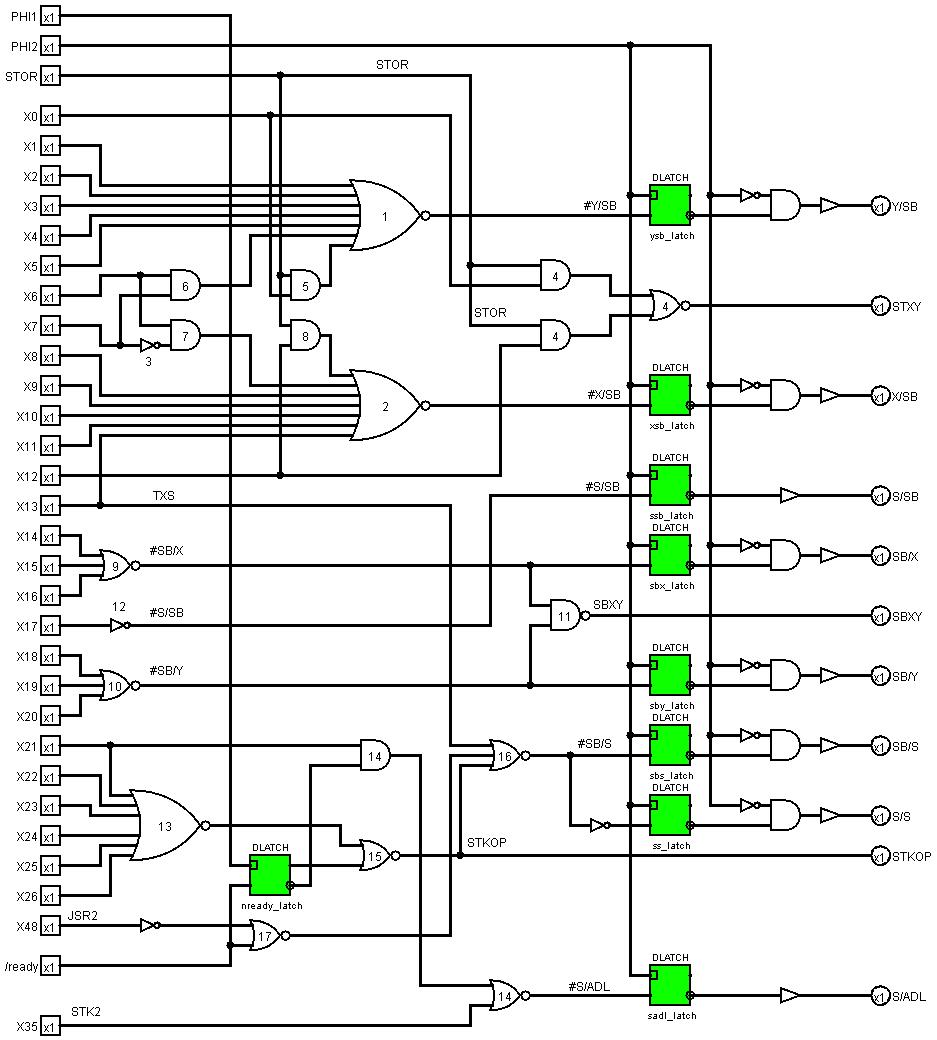 PHI1 x1
PHI2 x1
STOR x1 STOR
X0 x1
X1 x1
X2 x1 DLATCH
X3 x1 1 #Y/SB x1 Y/SB
X4 x1 ysb_latch
X5 x1
X6 x1 6 5 4
X7 x1 STOR 4 x1 STXY
3 7 8 4
X8 x1 DLATCH
X9 x1 #X/SB x1 X/SB
X10 x1 2 xsb_latch
X11 x1
X12 x1 DLATCH
X13 x1 TXS #S/SB x1 S/SB
ssb_latch
X14 x1 DLATCH
X15 x1 9 #SB/X x1 SB/X
X16 x1 sbx_latch
12 SBXY
X17 x1 #S/SB 11 x1 SBXY
X18 x1 DLATCH
X19 x1 10 #SB/Y x1 SB/Y
X20 x1 sby_latch
DLATCH
X21 x1 14 16 #SB/S x1 SB/S
sbs_latch
X22 x1 DLATCH
X23 x1 x1 S/S
X24 x1 13 ss_latch
X25 x1 DLATCH 15 STKOP x1 STKOP
X26 x1 nready_latch
X48 x1 JSR2 17
/ready x1 DLATCH
14 #S/ADL x1 S/ADL
X35 x1 STK2 sadl_latch